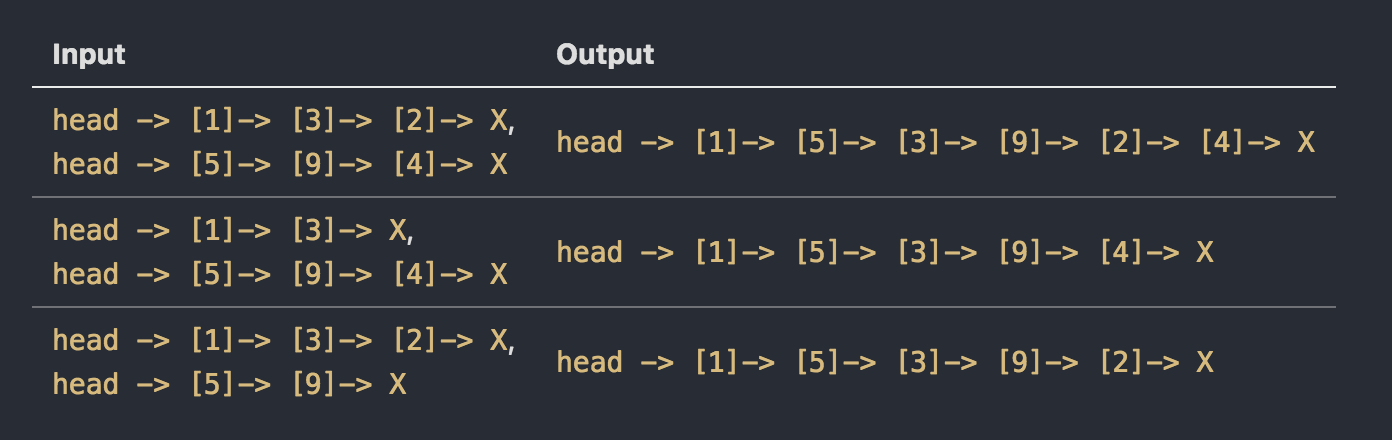 Input Output
head -> [1]-> [3]-> [2]-> X,
head -> [5]-> [9]-> [4]-> X
head -> [1]-> [5]-> [3]-> [9]-> [2]-> [4]-> X
head -> [1]-> [3]-> X,
head -> [5]-> [9]-> [4]-> X
head -> [1]-> [5]-> [3]-> [9]-> [4]-> X
head -> [1]-> [3]-> [2]-> X,
head -> [5]-> [9]-> X
head -> [1]-> [5]-> [3]-> [9]-> [2]-> X